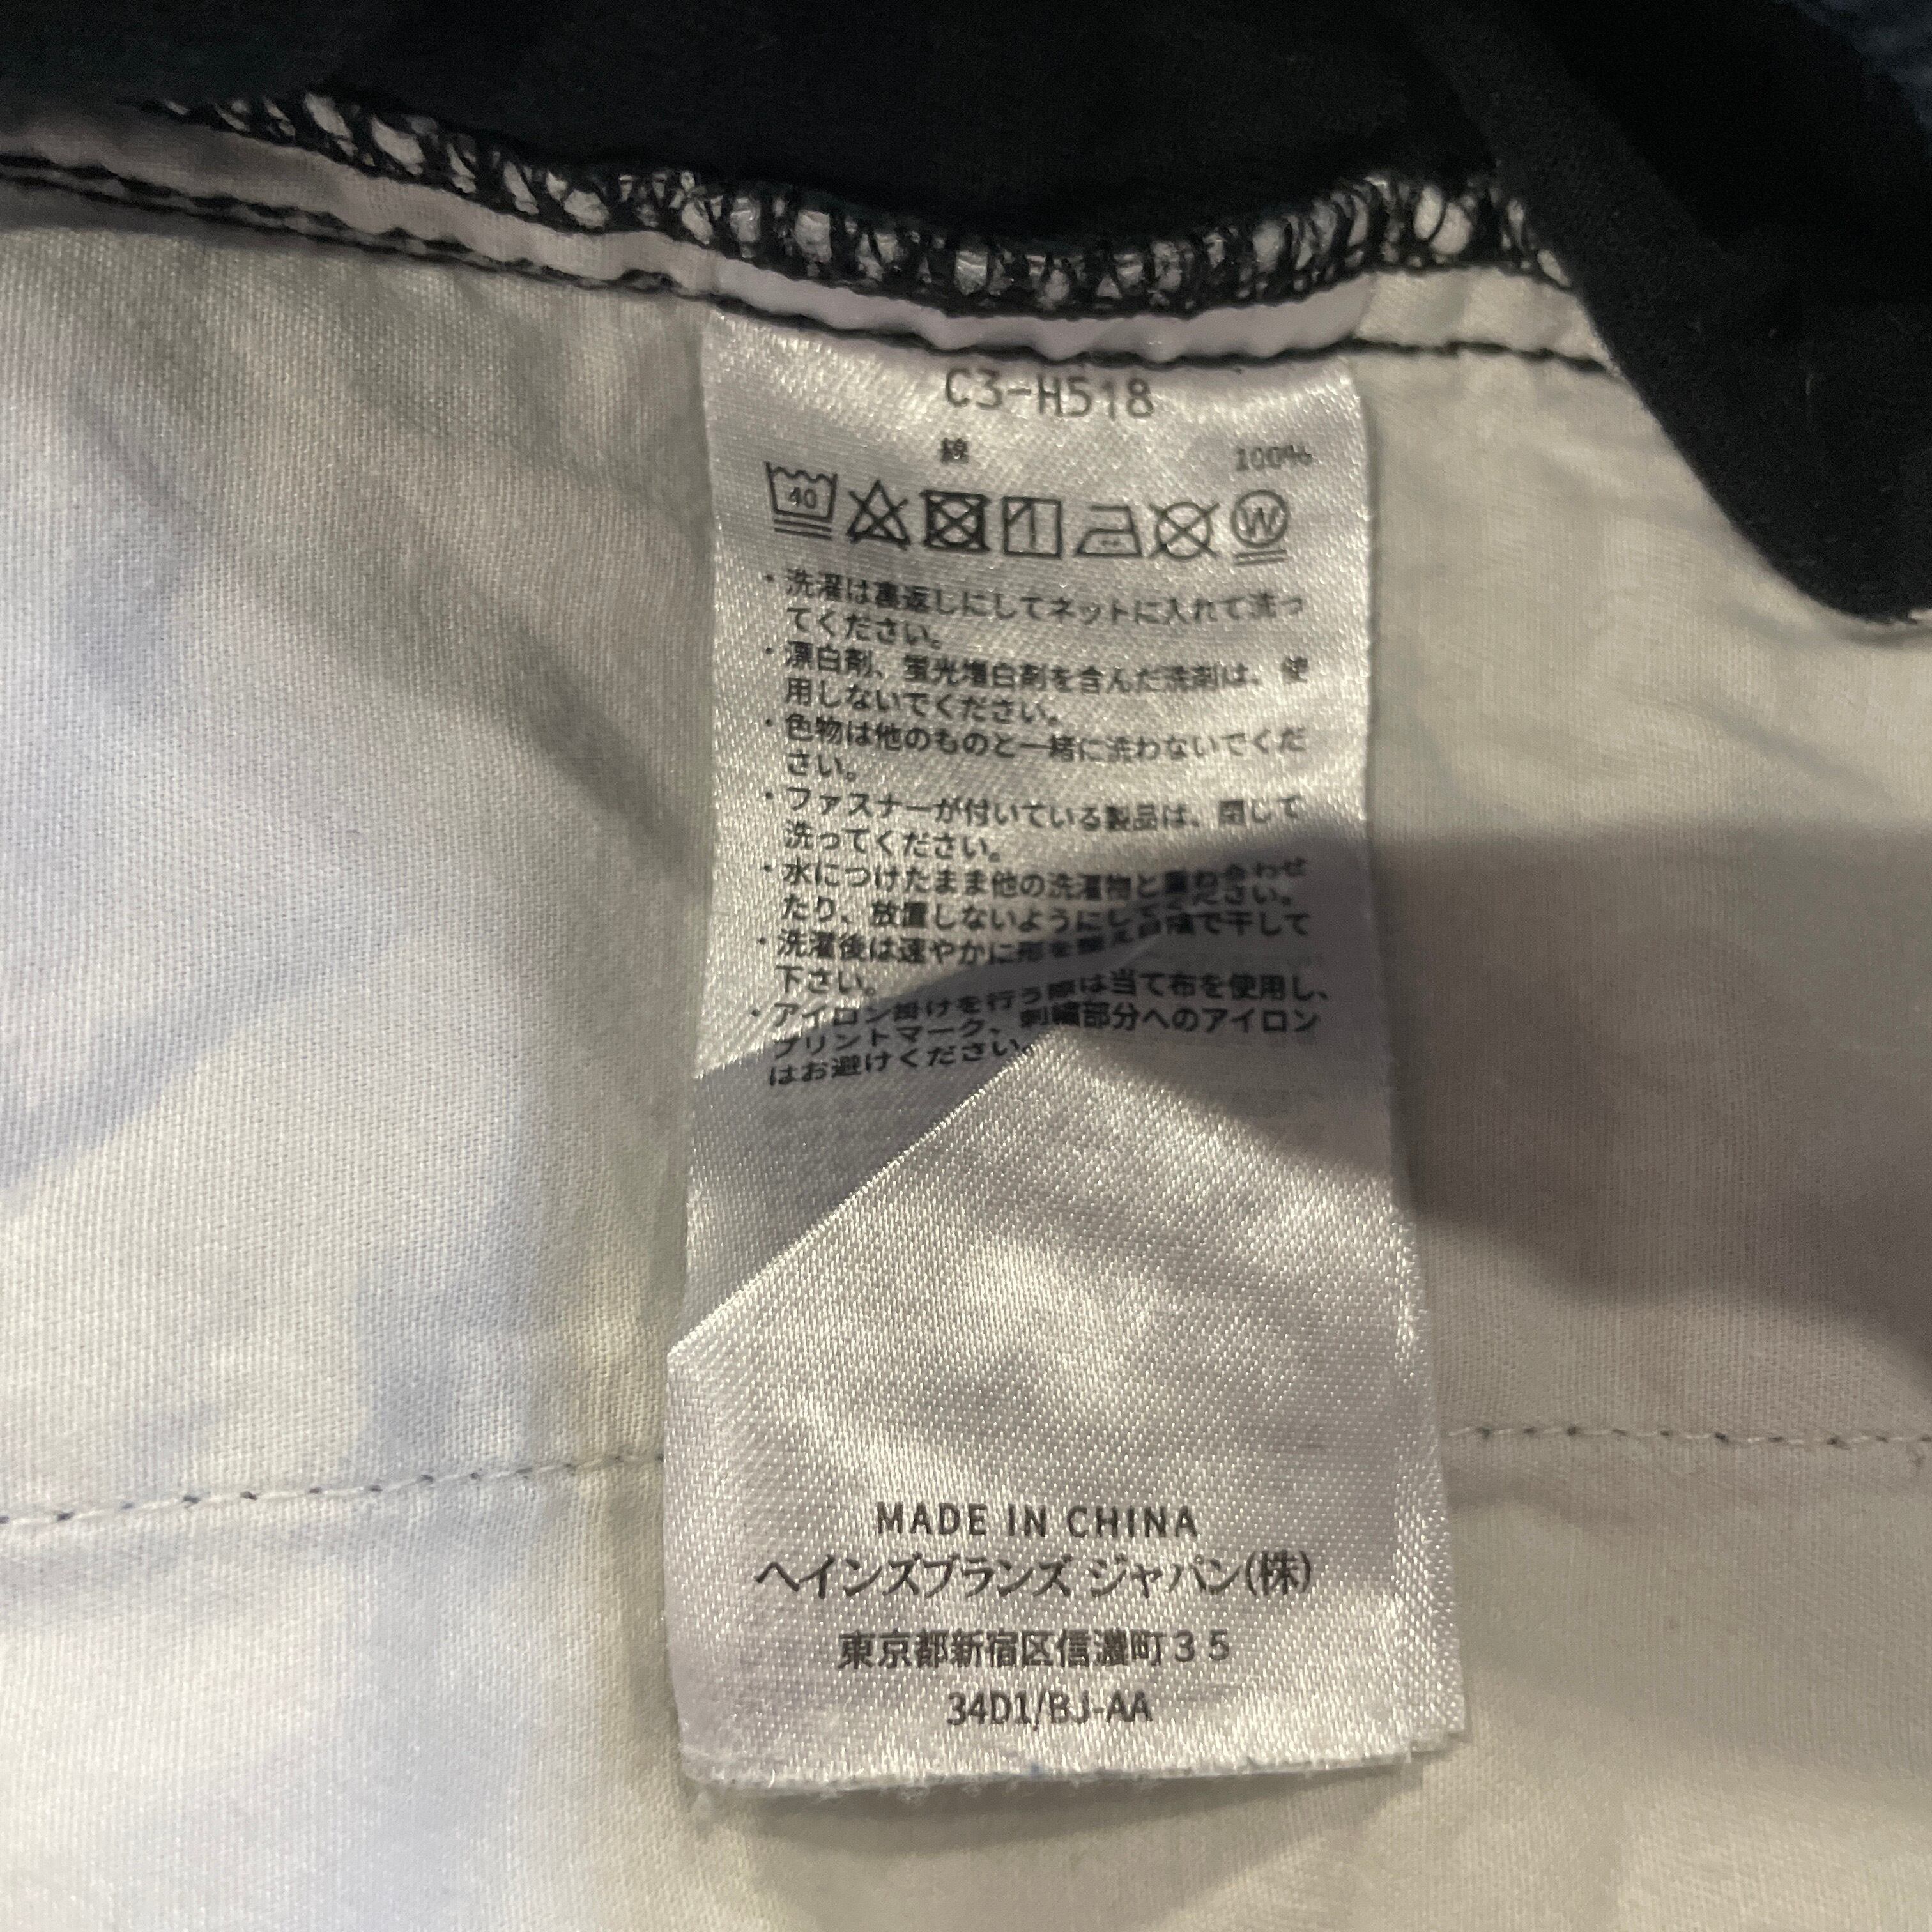 C3-H518
綿 100%
40
W
・洗濯は裏返しにしてネットに入れて洗っ
てください。
・漂白剤、蛍光増白剤を含んだ洗剤は、使
用しないでください。
・色物は他のものと一緒に洗わないでくだ
さい。
・ファスナーが付いている製品は、閉じて
洗ってください。
・水につけたまま他の洗濯物と重ね合わせ
たり、放置しないようにしてください。
・洗濯後は速やかに形を整え日陰で干して
下さい。
・アイロン掛けを行う際は当て布を使用し、
プリントマーク、刺繍部分へのアイロン
はお避けください。
MADE IN CHINA
ヘインズブランズ ジャパン(株)
東京都新宿区信濃町35
34D1/BJ-AA